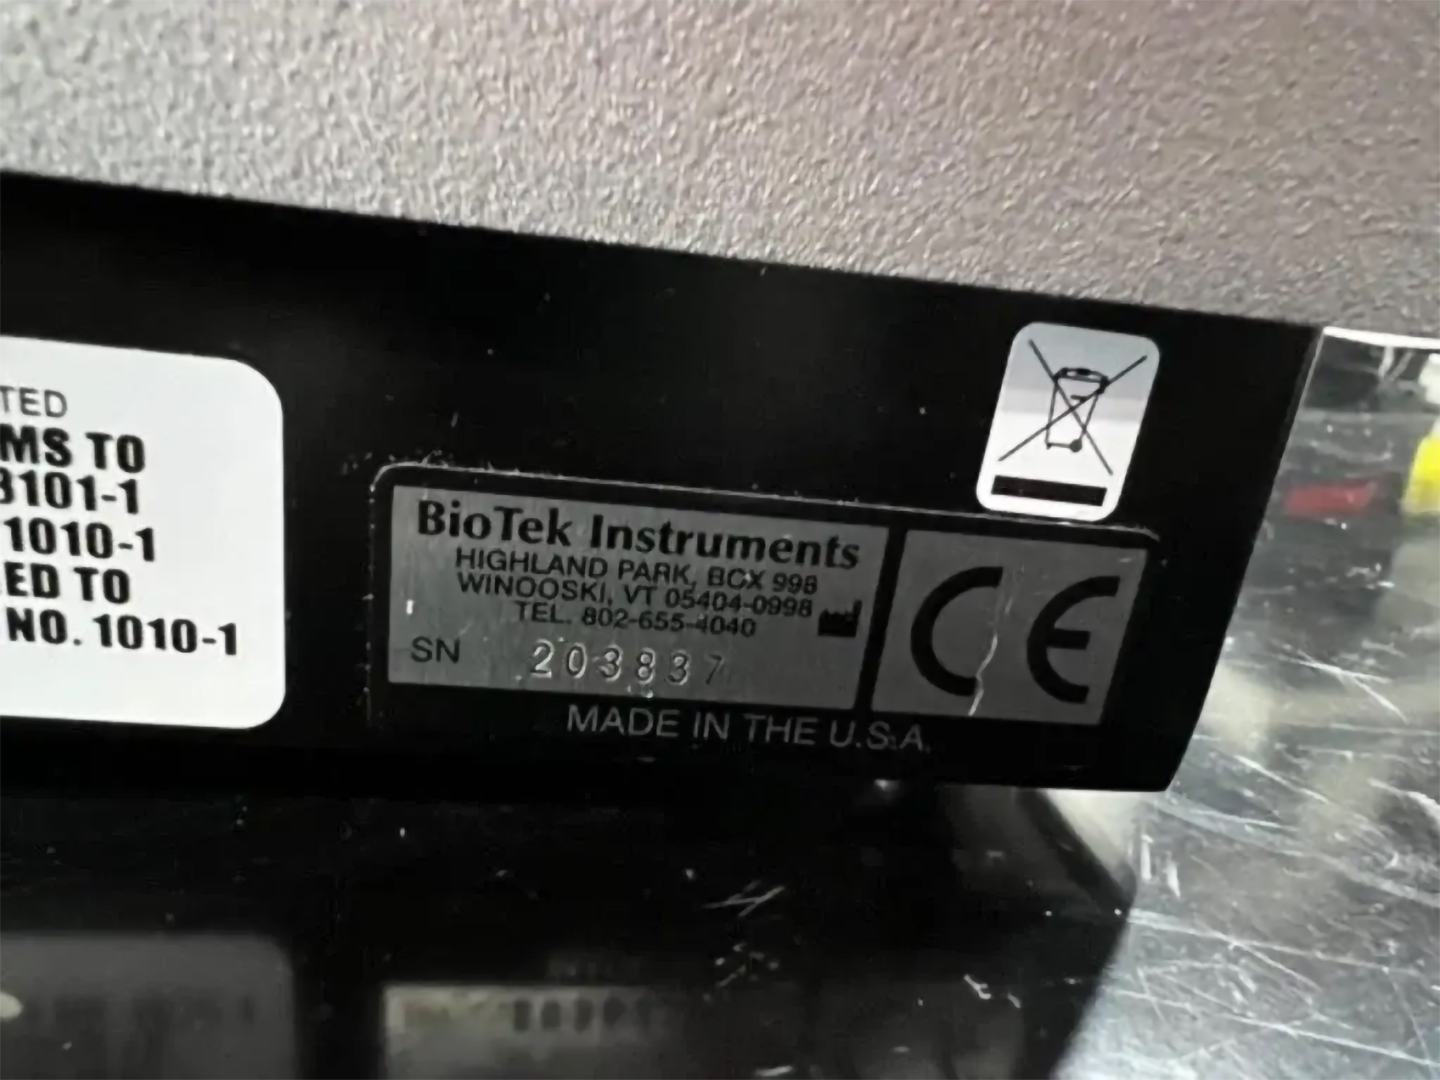 TED
MS TO
3101-1
1010-1
ED TO
NO. 1010-1
BioTek Instruments
HIGHLAND PARK, BOX 998
WINOOSKI, VT 05404-0998
TEL. 802-655-4040
SN 203837
CE
MADE IN THE U.S.A.